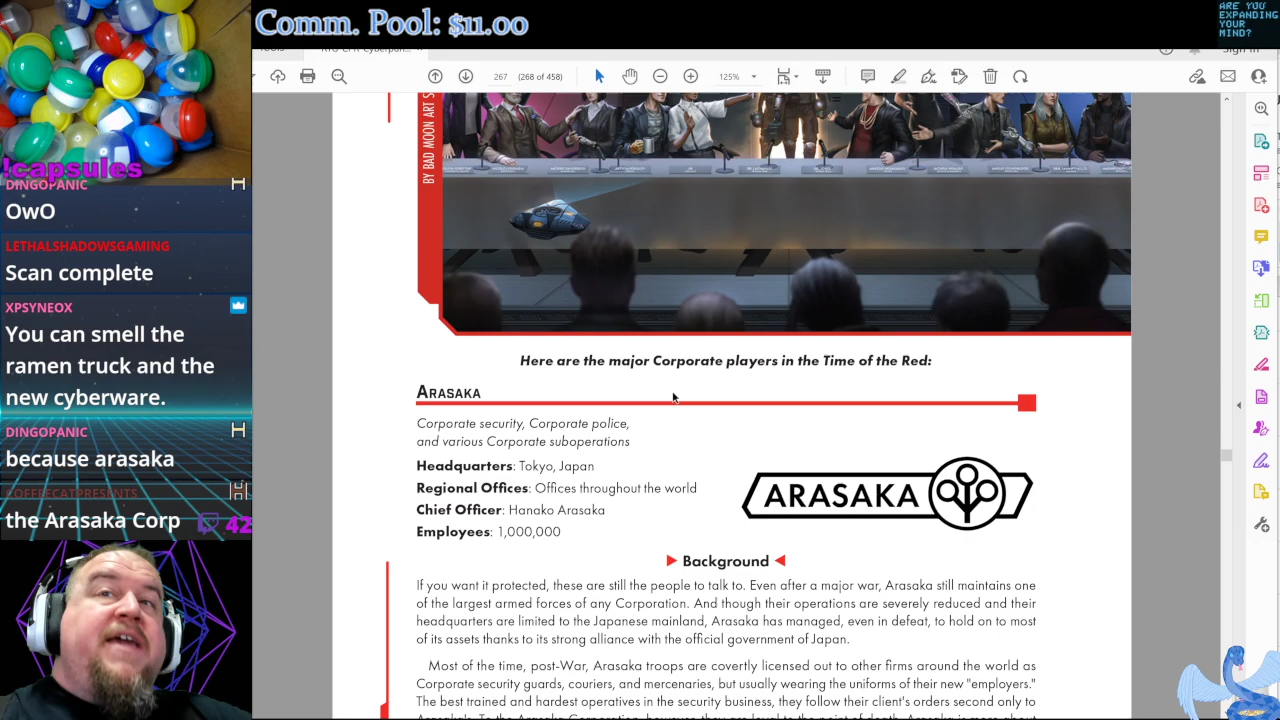 Comm. Pool: $11.00
ARE YOU
EXPANDING
YOUR
MIND?
267 (268 of 458)
125%
!capsules
DINGOPANIC
OwO
LETHALSHADOWSGAMING
Scan complete
XPSYNEOX
You can smell the
ramen truck and the
new cyberware.
DINGOPANIC
because arasaka
COFFEECATPRESENTS
the Arasaka Corp
42
BY BAD MOON ART S
Here are the major Corporate players in the Time of the Red:
ARASAKA
Corporate security, Corporate police,
and various Corporate suboperations
Headquarters: Tokyo, Japan
Regional Offices: Offices throughout the world
Chief Officer: Hanako Arasaka
Employees: 1,000,000
ARASAKA
Background
If you want it protected, these are still the people to talk to. Even after a major war, Arasaka still maintains one
of the largest armed forces of any Corporation. And though their operations are severely reduced and their
headquarters are limited to the Japanese mainland, Arasaka has managed, even in defeat, to hold on to most
of its assets thanks to its strong alliance with the official government of Japan.
Most of the time, post-War, Arasaka troops are covertly licensed out to other firms around the world as
Corporate security guards, couriers, and mercenaries, but usually wearing the uniforms of their new "employers."
The best trained and hardest operatives in the security business, they follow their client's orders second only to